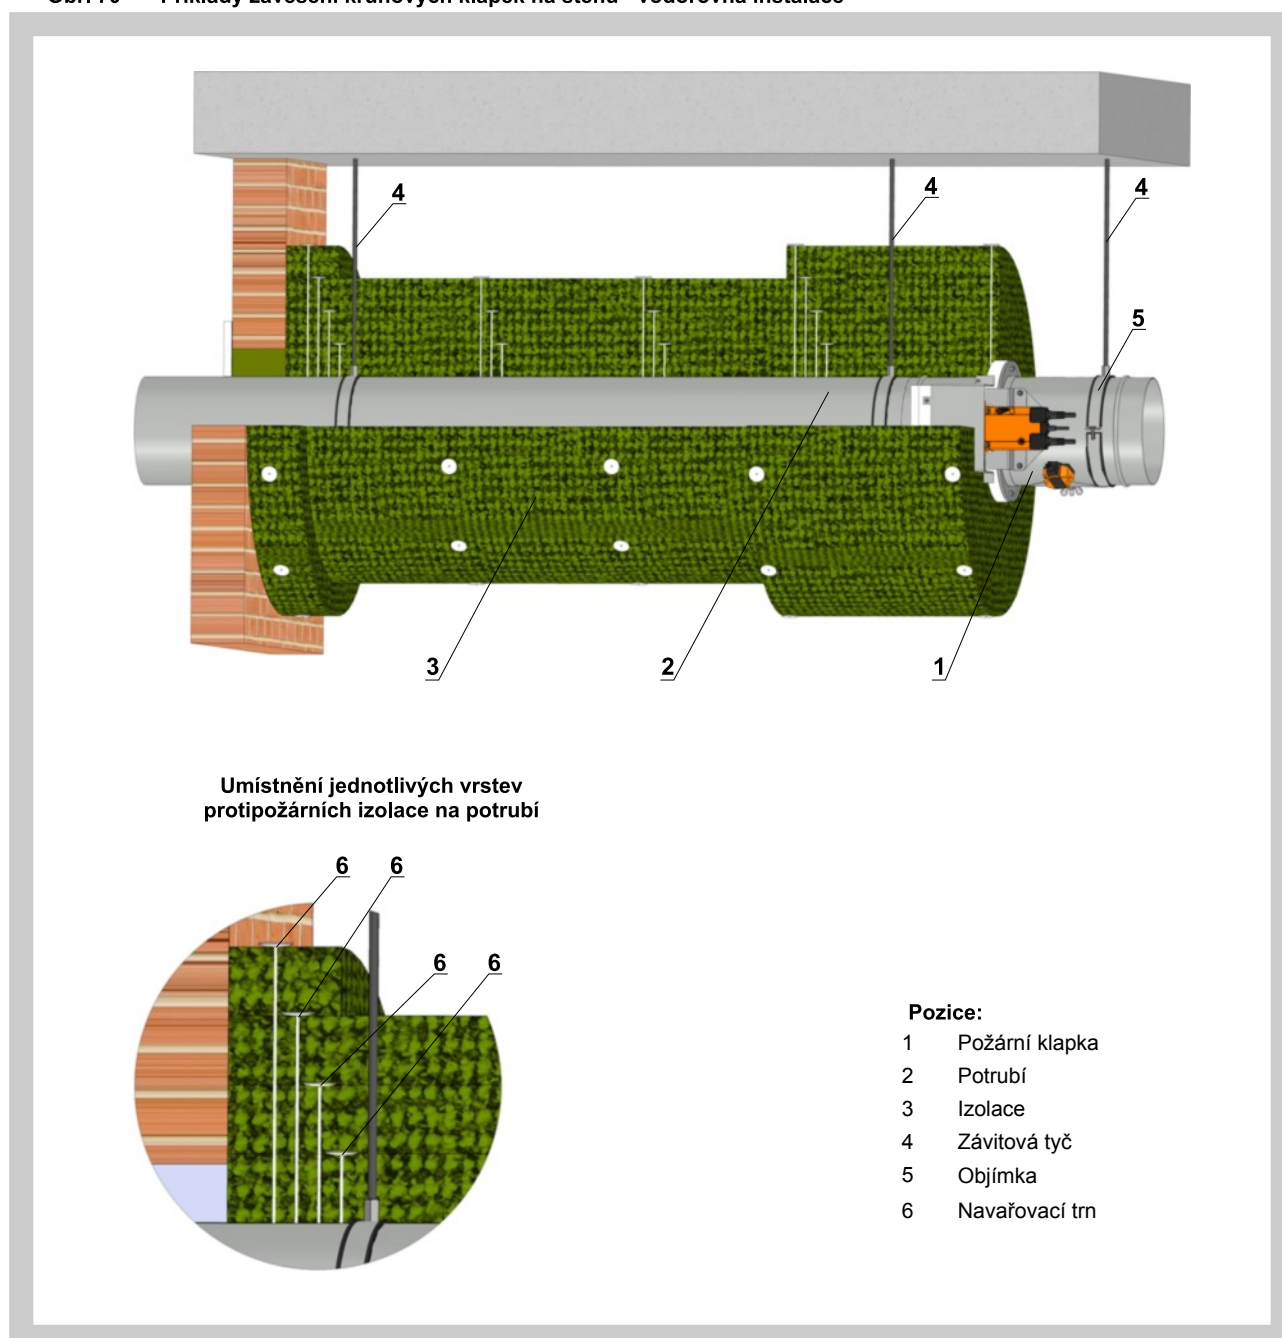 4
4
4
5
3
2
1
Umístnění jednotlivých vrstev
protipožárních izolace na potrubí
6 6
6 6
Pozice:
1 Požární klapka
2 Potrubí
3 Izolace
4 Závitová tyč
5 Objímka
6 Navařovací trn